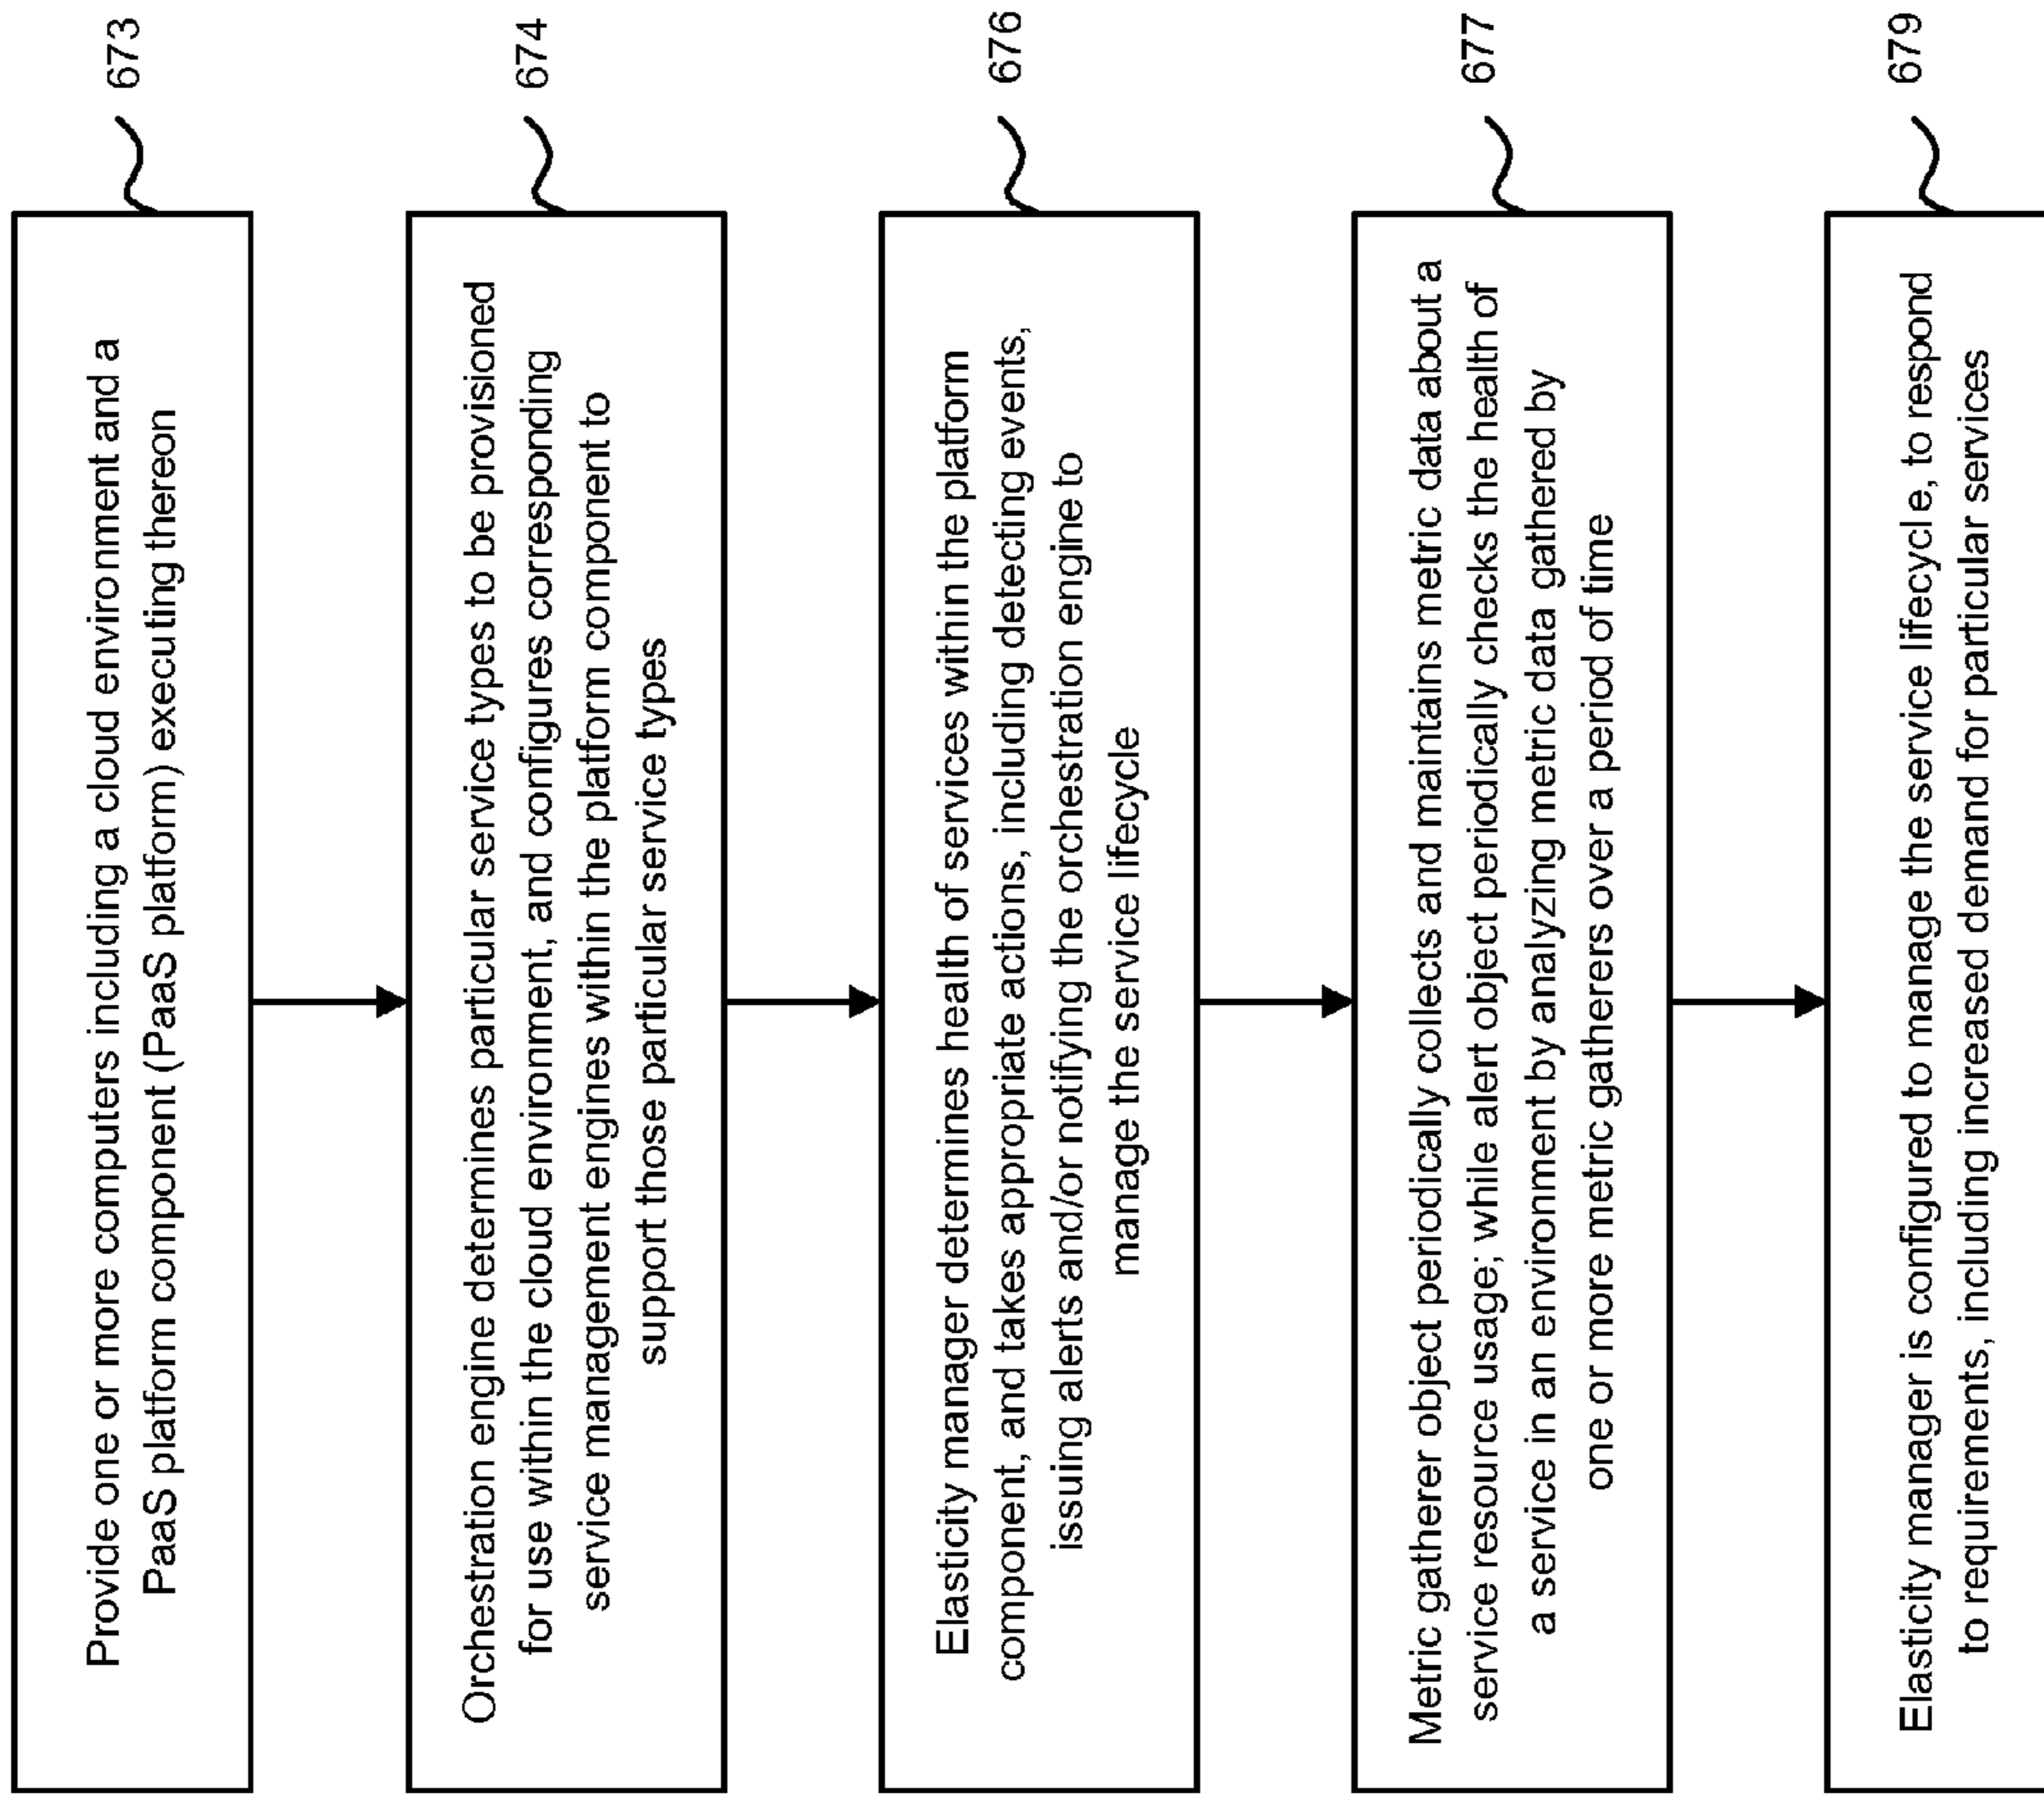 673
Provide one or more computers including a cloud environment and a
PaaS platform component (PaaS platform) executing thereon
674
Orchestration engine determines particular service types to be provisioned
for use within the cloud environment, and configures corresponding
service management engines within the platform component to
support those particular service types
676
Elasticity manager determines health of services within the platform
component, and takes appropriate actions, including detecting events,
issuing alerts and/or notifying the orchestration engine to
manage the service lifecycle
677
Metric gatherer object periodically collects and maintains metric data about a
service resource usage; while alert object periodically checks the health of
a service in an environment by analyzing metric data gathered by
one or more metric gatherers over a period of time
679
Elasticity manager is configured to manage the service lifecycle, to respond
to requirements, including increased demand for particular services